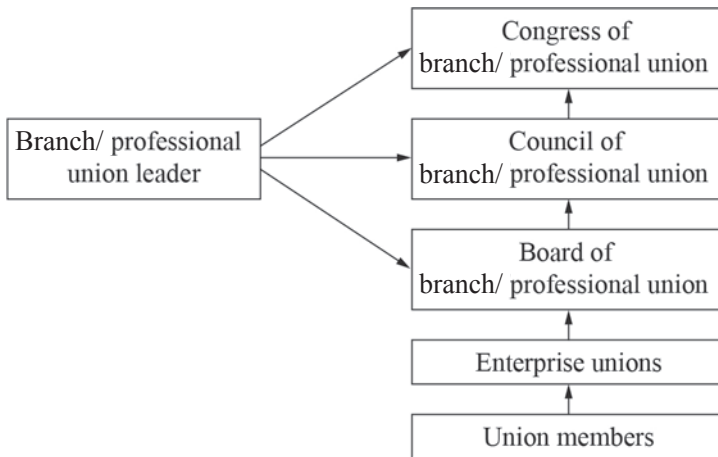 Congress of
branch/ professional union
Branch/ professional
union leader
Council of
branch/ professional union
Board of
branch/ professional union
Enterprise unions
Union members